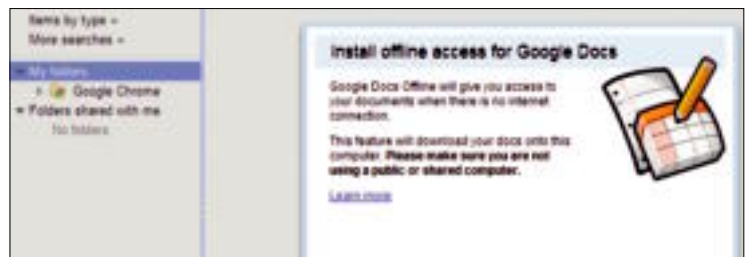 Items by type
More searches
My folders
Google Chrome
Folders shared with me
No folders
Install offline access for Google Docs
Google Docs Offline will give you access to
your documents when there is no internet
connection.
This feature will download your docs onto this
computer. Please make sure you are not
using a public or shared computer.
Learn more